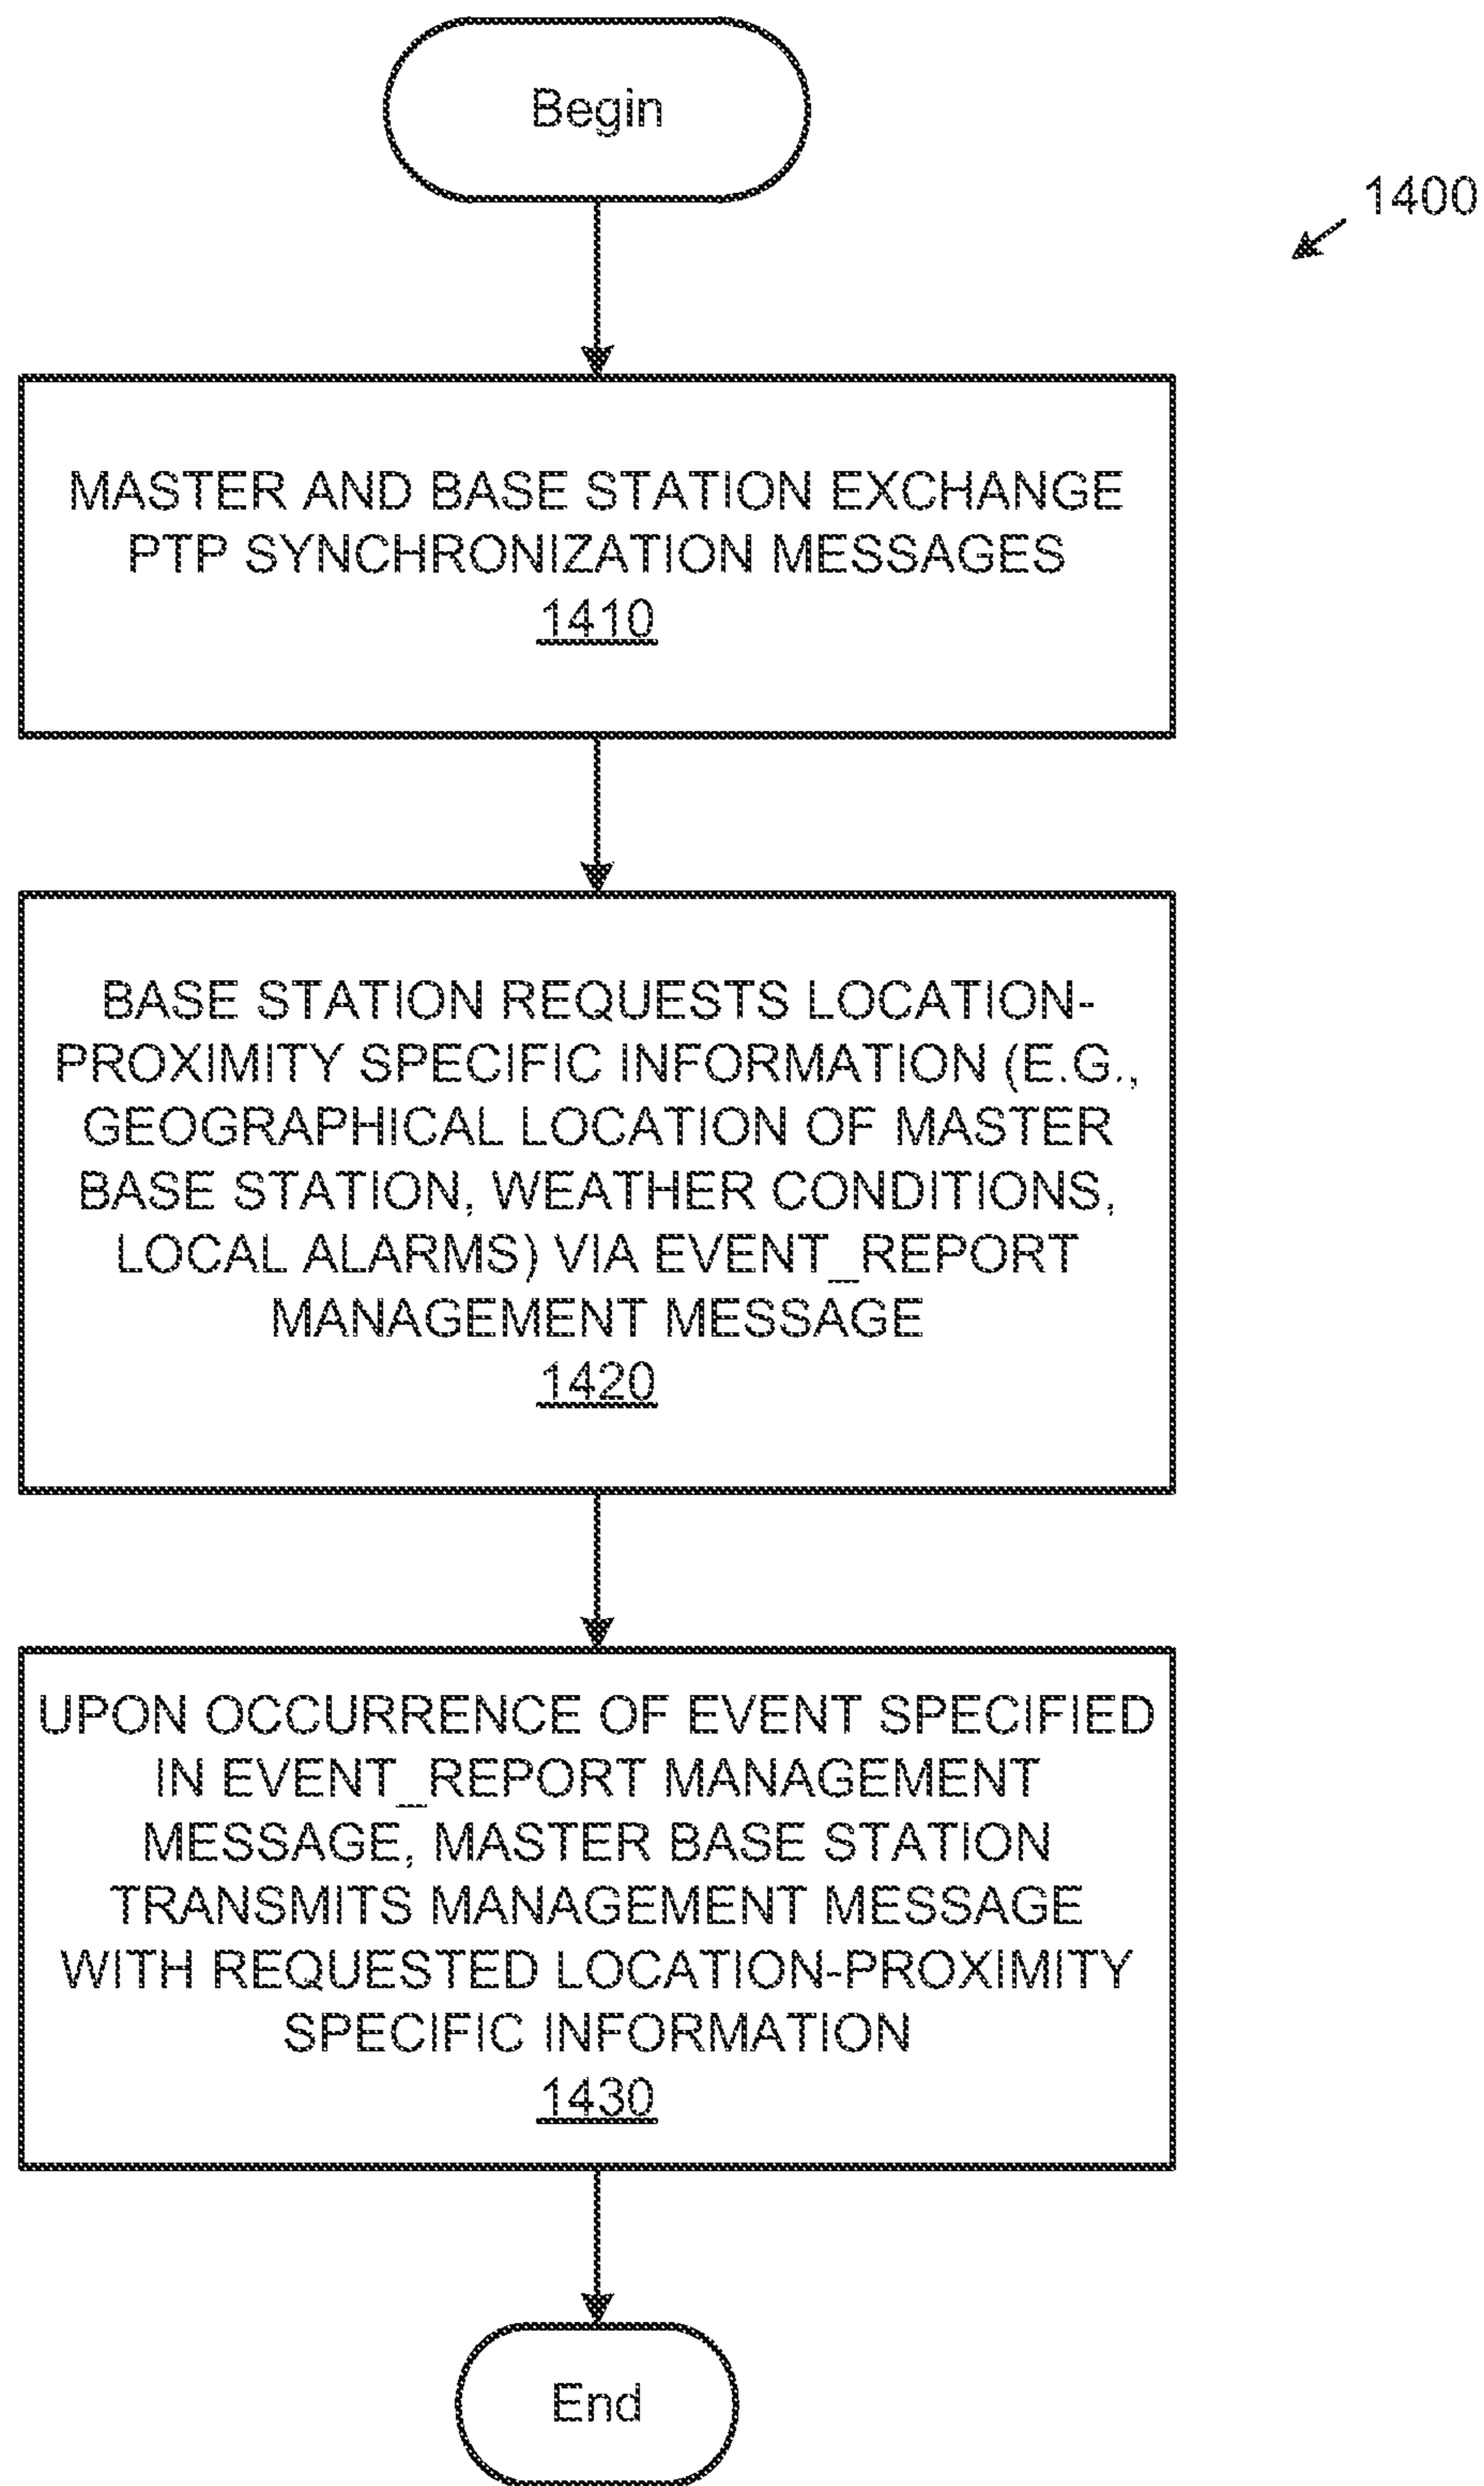 Begin
1400
MASTER AND BASE STATION EXCHANGE
PTP SYNCHRONIZATION MESSAGES
1410
BASE STATION REQUESTS LOCATION-
PROXIMITY SPECIFIC INFORMATION (E.G.,
GEOGRAPHICAL LOCATION OF MASTER
BASE STATION, WEATHER CONDITIONS,
LOCAL ALARMS) VIA EVENT_REPORT
MANAGEMENT MESSAGE
1420
UPON OCCURRENCE OF EVENT SPECIFIED
IN EVENT_REPORT MANAGEMENT
MESSAGE, MASTER BASE STATION
TRANSMITS MANAGEMENT MESSAGE
WITH REQUESTED LOCATION-PROXIMITY
SPECIFIC INFORMATION
1430
End